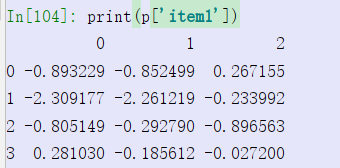 In[104]: print(p['item1'])
0 1 2
0 -0.893229 -0.852499 0.267155
1 -2.309177 -2.261219 -0.233992
2 -0.805149 -0.292790 -0.896563
3 0.281030 -0.185612 -0.027200